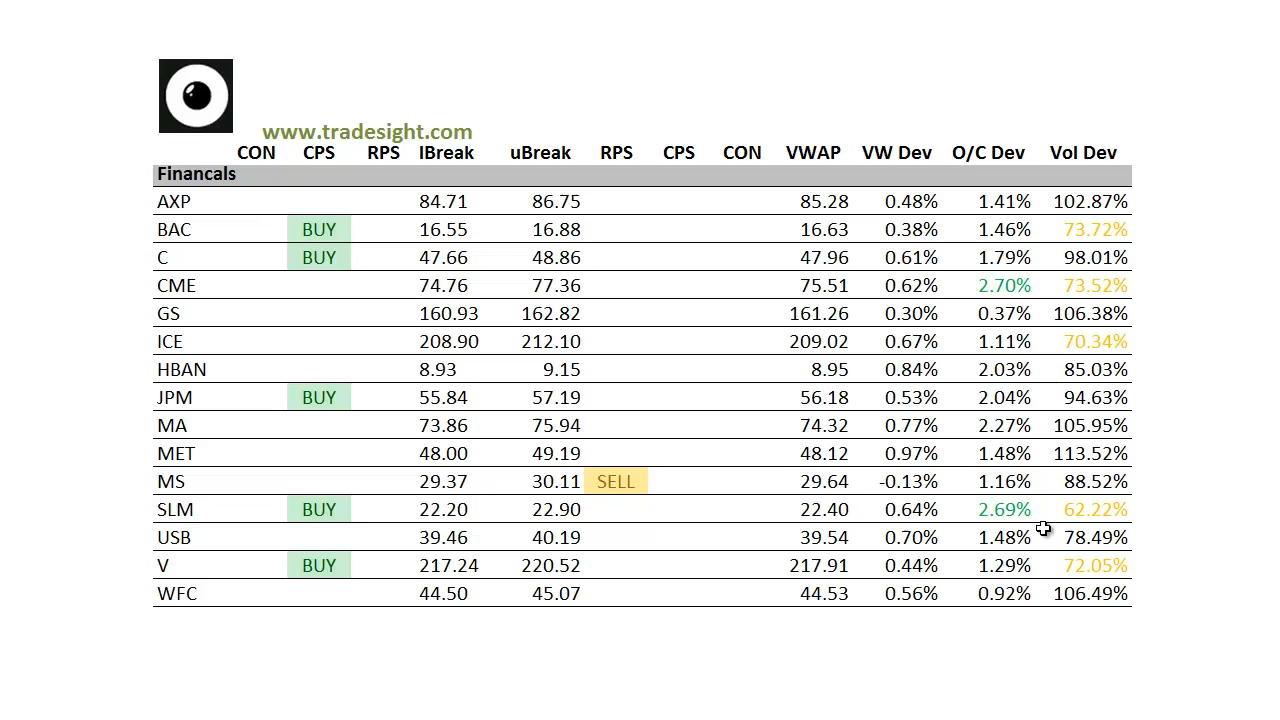 www.tradesight.com
CON CPS RPS lBreak uBreak RPS CPS CON VWAP VW Dev O/C Dev Vol Dev
Financals
AXP 84.71 86.75 85.28 0.48% 1.41% 102.87%
BAC BUY 16.55 16.88 16.63 0.38% 1.46% 73.72%
C BUY 47.66 48.86 47.96 0.61% 1.79% 98.01%
CME 74.76 77.36 75.51 0.62% 2.70% 73.52%
GS 160.93 162.82 161.26 0.30% 0.37% 106.38%
ICE 208.90 212.10 209.02 0.67% 1.11% 70.34%
HBAN 8.93 9.15 8.95 0.84% 2.03% 85.03%
JPM BUY 55.84 57.19 56.18 0.53% 2.04% 94.63%
MA 73.86 75.94 74.32 0.77% 2.27% 105.95%
MET 48.00 49.19 48.12 0.97% 1.48% 113.52%
MS 29.37 30.11 SELL 29.64 -0.13% 1.16% 88.52%
SLM BUY 22.20 22.90 22.40 0.64% 2.69% 62.22%
USB 39.46 40.19 39.54 0.70% 1.48% 78.49%
V BUY 217.24 220.52 217.91 0.44% 1.29% 72.05%
WFC 44.50 45.07 44.53 0.56% 0.92% 106.49%